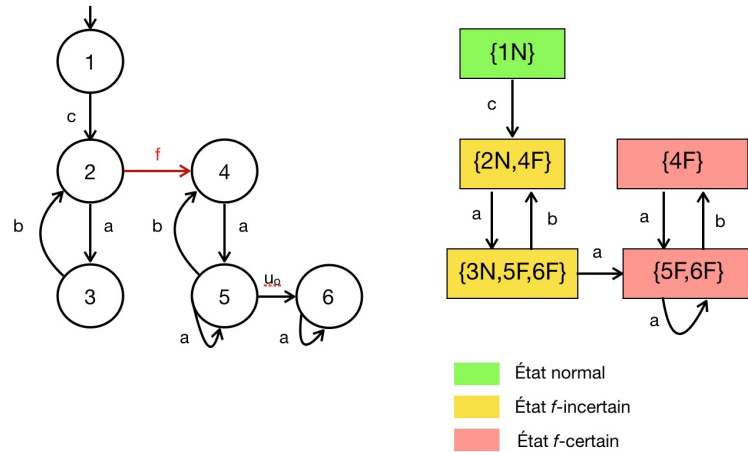 1
c
2
f
4
b
a
b
a
3
5
u₀
6
a
a
{1N}
c
{2N,4F}
{4F}
a
b
a
b
{3N,5F,6F}
a
{5F,6F}
a
État normal
État f-incertain
État f-certain